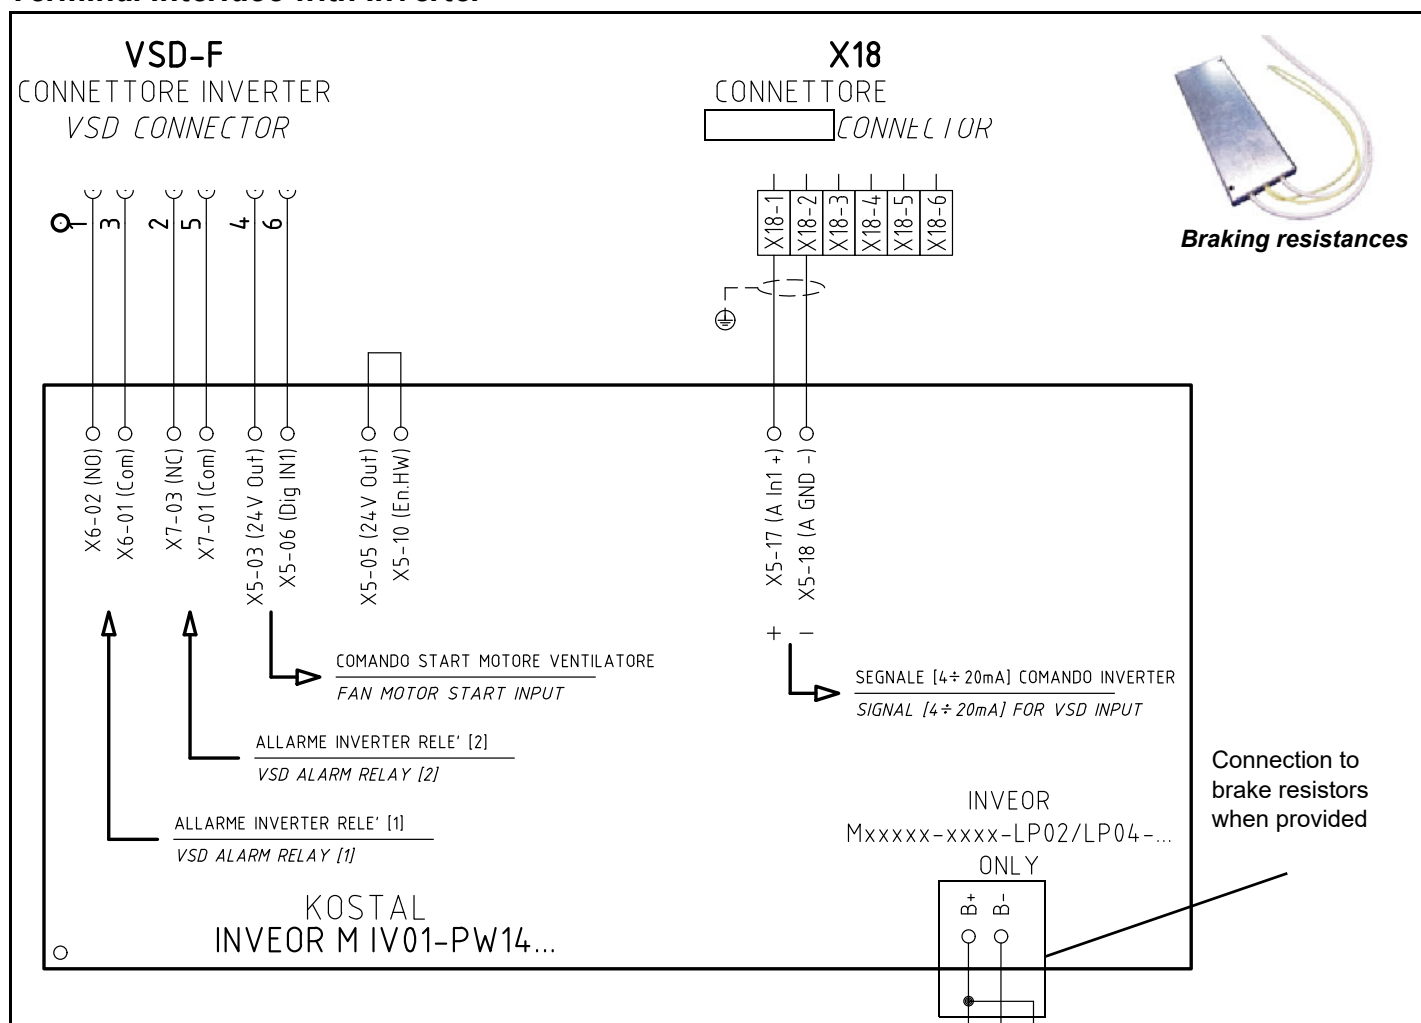 Terminal interface with inverter
VSD-F
CONNETTORE INVERTER
VSD CONNECTOR
X18
CONNETTORE
CONNECTOR
Braking resistances
1
3
2
5
4
6
X18-1
X18-2
X18-3
X18-4
X18-5
X18-6
X6-02 (NO)
X6-01 (Com)
X7-03 (NC)
X7-01 (Com)
X5-03 (24V Out)
X5-06 (Dig IN1)
X5-05 (24V Out)
X5-10 (En.HW)
X5-17 (A In1 +)
X5-18 (A GND -)
+ -
COMANDO START MOTORE VENTILATORE
FAN MOTOR START INPUT
SEGNALE [4÷20mA] COMANDO INVERTER
SIGNAL [4÷20mA] FOR VSD INPUT
ALLARME INVERTER RELE' [2]
VSD ALARM RELAY [2]
ALLARME INVERTER RELE' [1]
VSD ALARM RELAY [1]
Connection to
brake resistors
when provided
INVEOR
Mxxxxx-xxxx-LP02/LP04-...
ONLY
B+
B-
KOSTAL
INVEOR M IV01-PW14...